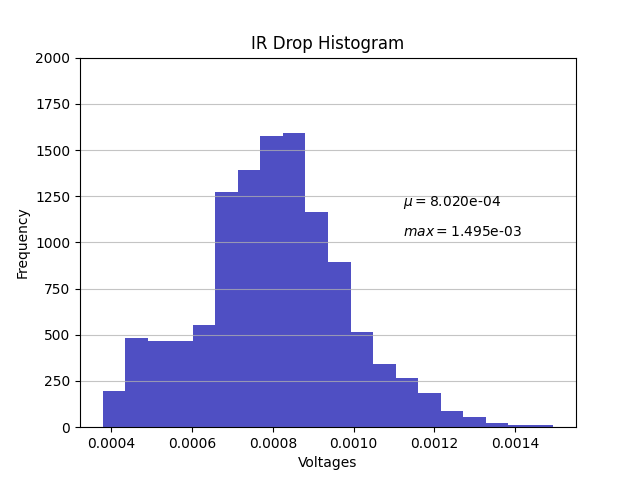 IR Drop Histogram
2000
1750
1500
1250
1000
750
500
250
0
Frequency
μ = 8.020e-04
max = 1.495e-03
0.0004 0.0006 0.0008 0.0010 0.0012 0.0014
Voltages